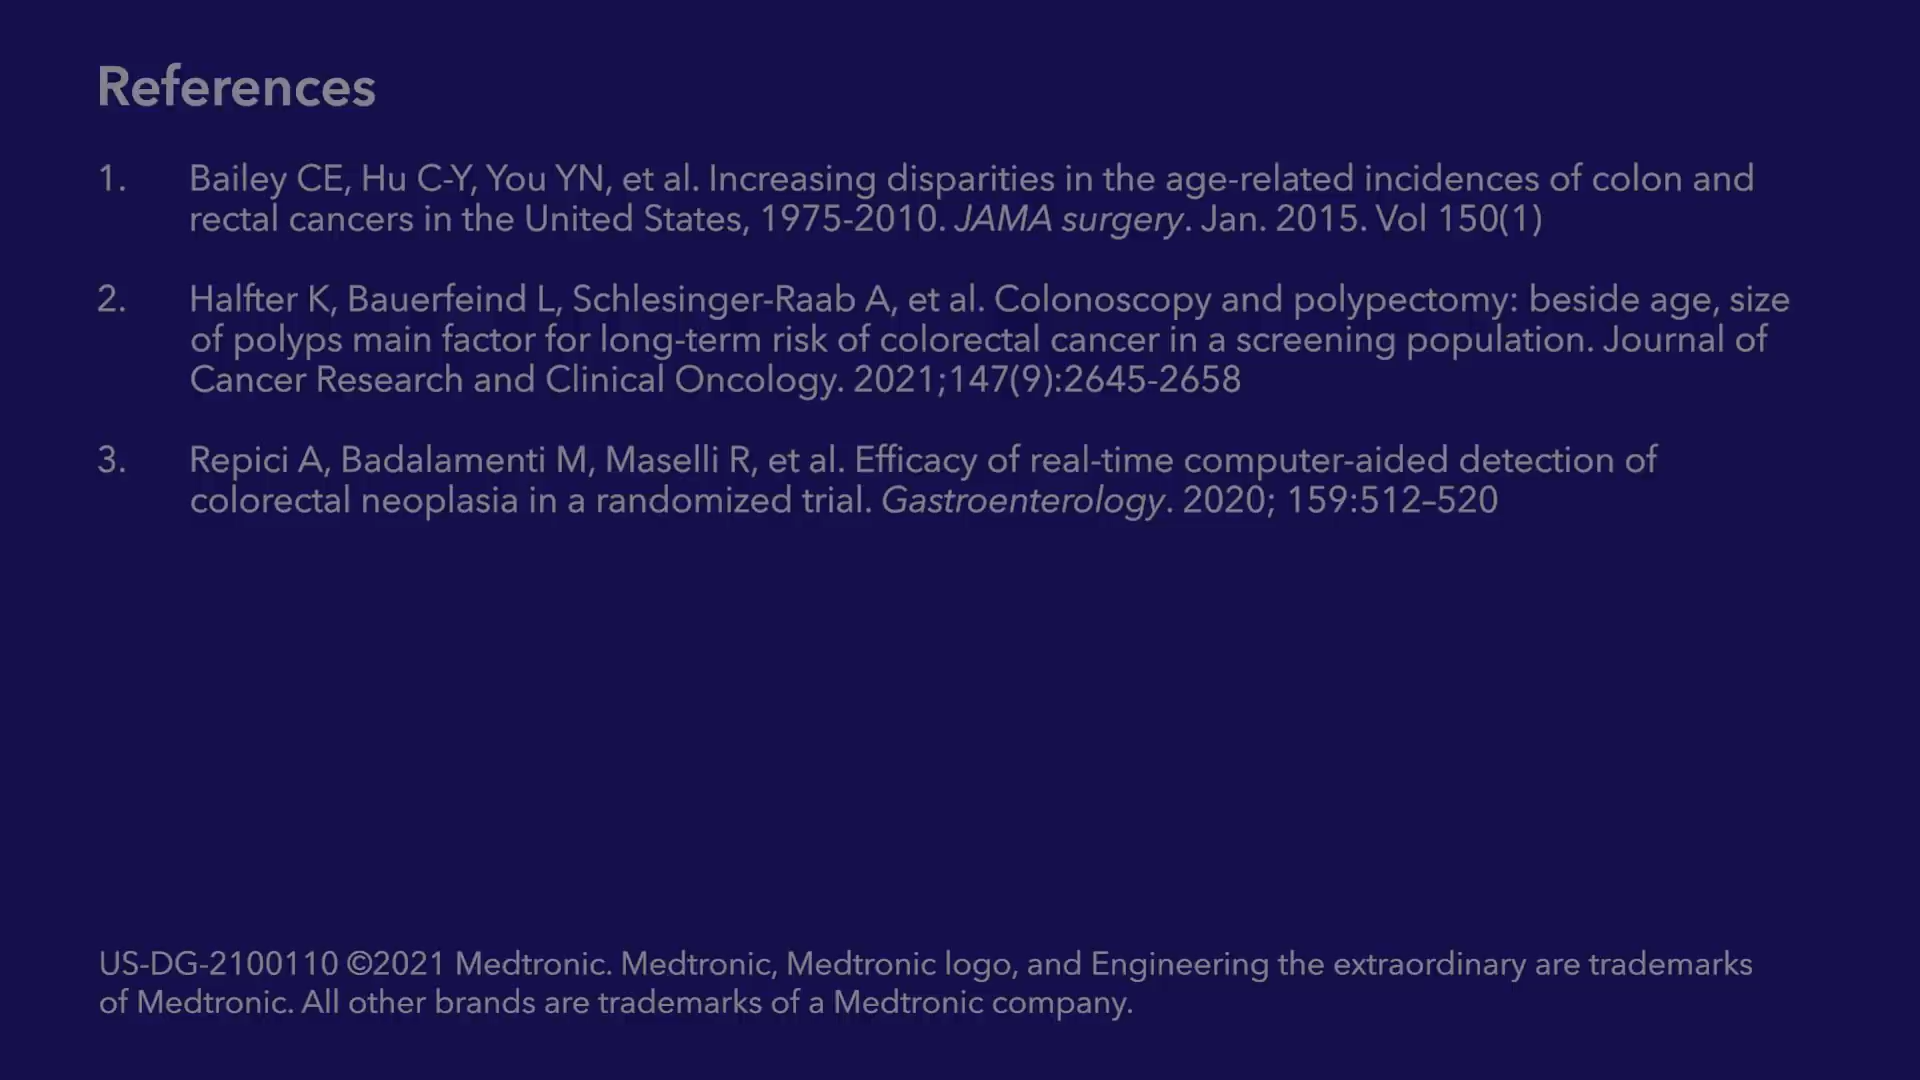 References
1. Bailey CE, Hu C-Y, You YN, et al. Increasing disparities in the age-related incidences of colon and
rectal cancers in the United States, 1975-2010. JAMA surgery. Jan. 2015. Vol 150(1)
2. Halfter K, Bauerfeind L, Schlesinger-Raab A, et al. Colonoscopy and polypectomy: beside age, size
of polyps main factor for long-term risk of colorectal cancer in a screening population. Journal of
Cancer Research and Clinical Oncology. 2021;147(9):2645-2658
3. Repici A, Badalamenti M, Maselli R, et al. Efficacy of real-time computer-aided detection of
colorectal neoplasia in a randomized trial. Gastroenterology. 2020; 159:512–520
US-DG-2100110 ©2021 Medtronic. Medtronic, Medtronic logo, and Engineering the extraordinary are trademarks
of Medtronic. All other brands are trademarks of a Medtronic company.